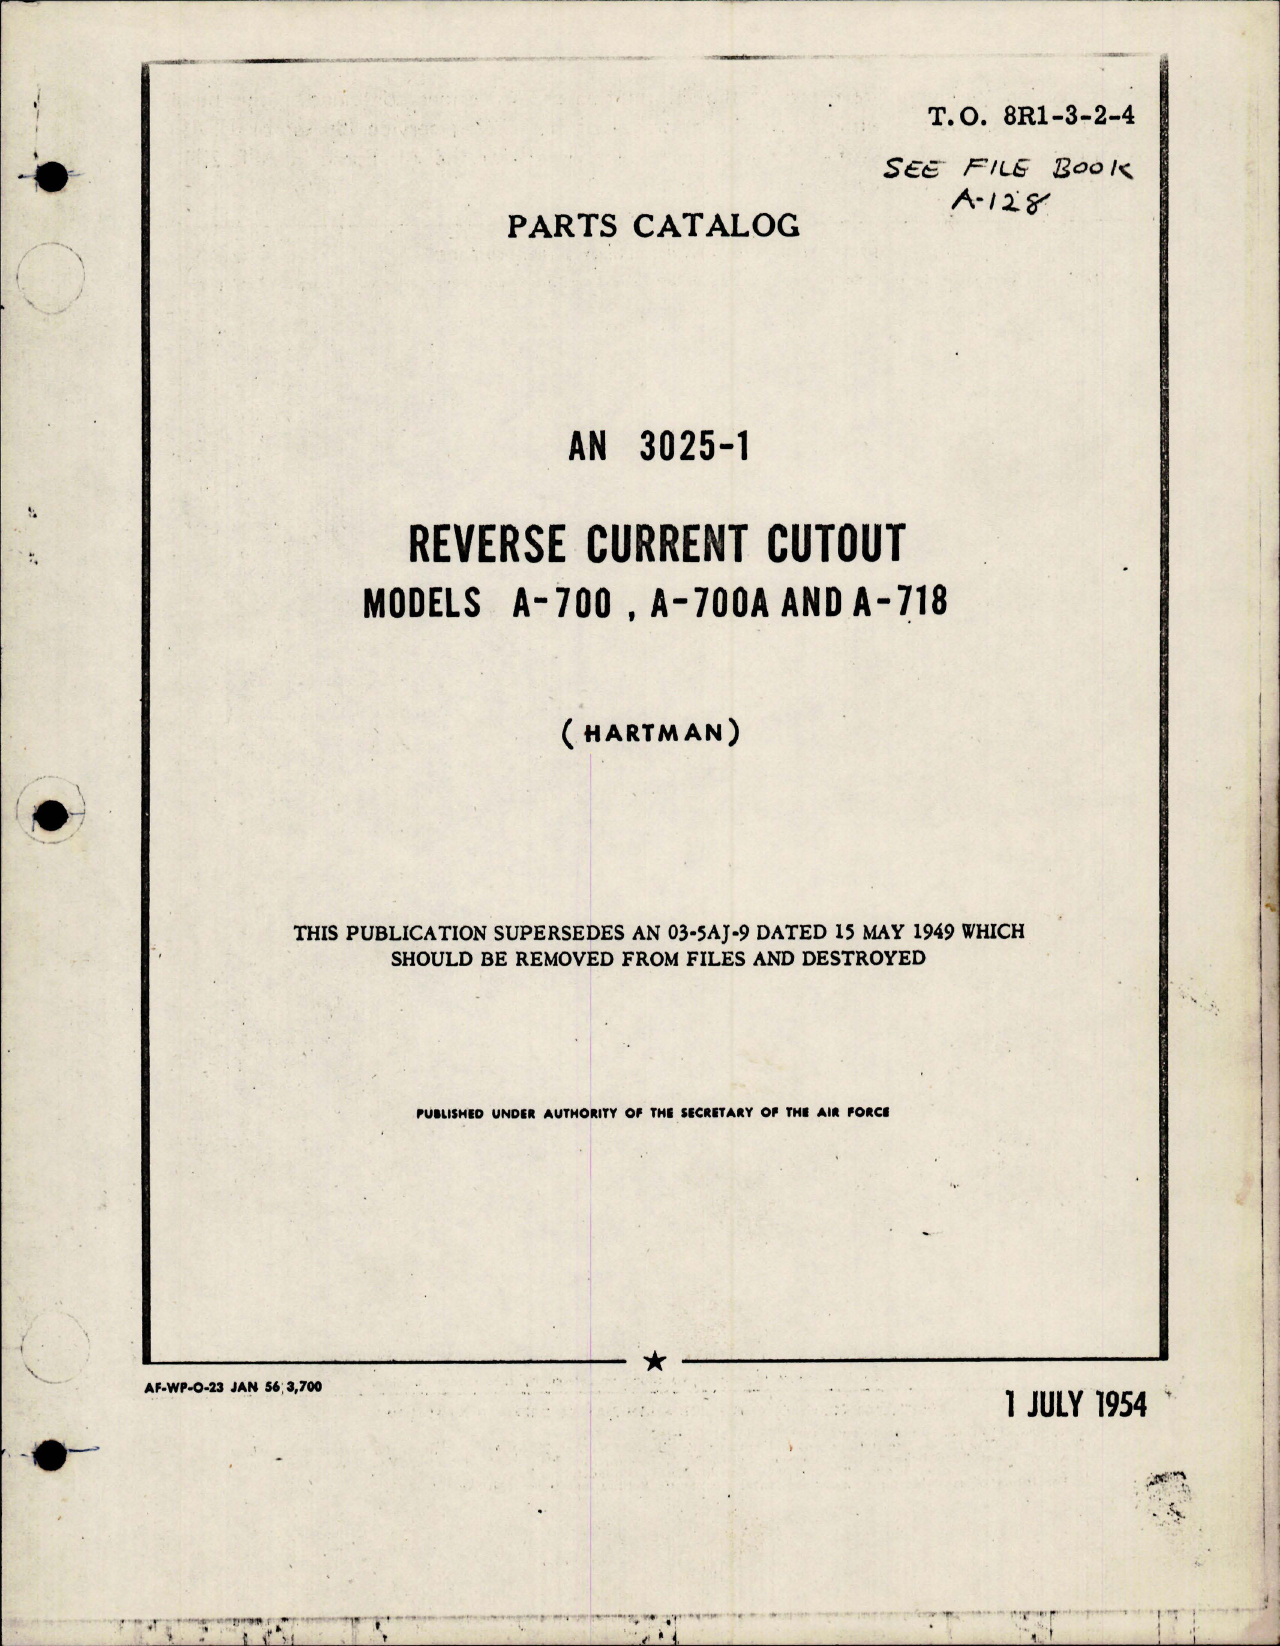 T.O. 8R1-3-2-4
SEE FILE BOOK
A-128
PARTS CATALOG
AN 3025-1
REVERSE CURRENT CUTOUT
MODELS A-700, A-700A AND A-718
(HARTMAN)
THIS PUBLICATION SUPERSEDES AN 03-5AJ-9 DATED 15 MAY 1949 WHICH
SHOULD BE REMOVED FROM FILES AND DESTROYED
PUBLISHED UNDER AUTHORITY OF THE SECRETARY OF THE AIR FORCE
AF-WP-O-23 JAN 56 3,700
1 JULY 1954